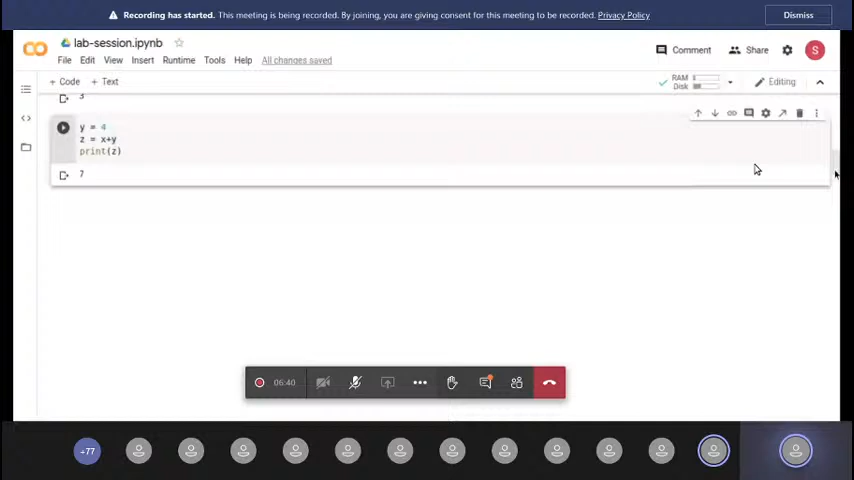 Recording has started. This meeting is being recorded. By joining, you are giving consent for this meeting to be recorded. Privacy Policy
Dismiss
lab-session.ipynb
Comment
Share
S
File Edit View Insert Runtime Tools Help All changes saved
+ Code + Text
RAM
Disk
Editing
3
y = 4
z = x+y
print(z)
7
06:40
+77